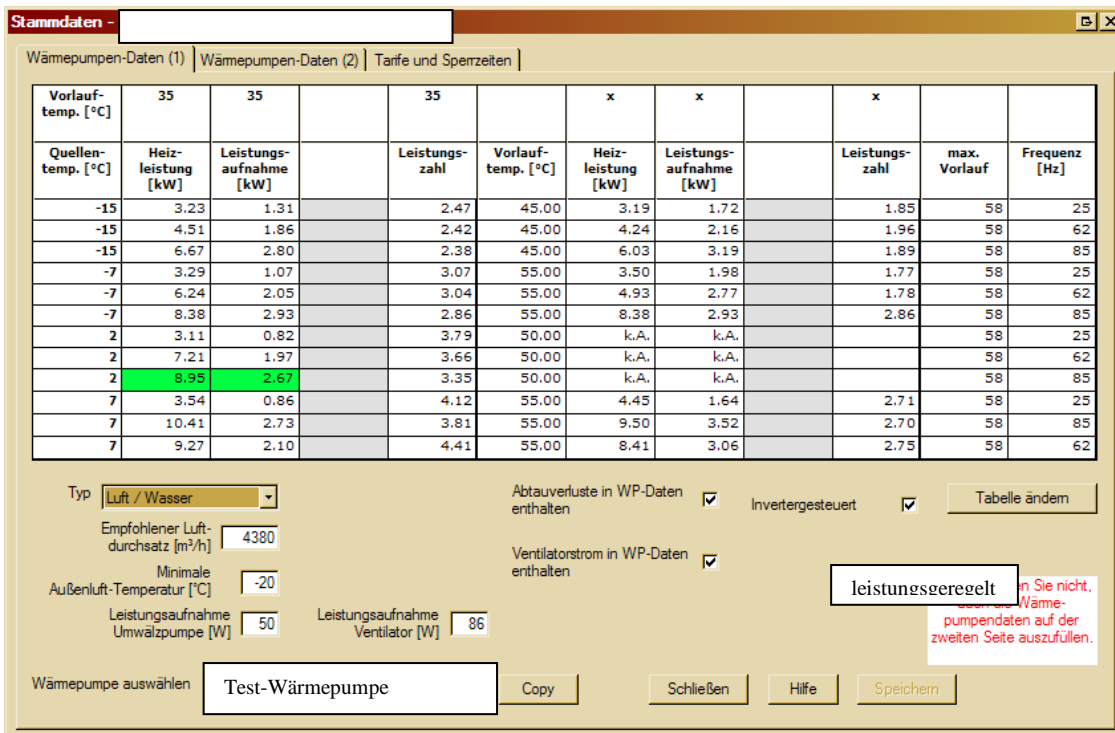 Stammdaten -
Wärmepumpen-Daten (1) Wärmepumpen-Daten (2) Tarife und Sperrzeiten
Vorlauf- 35 35 35 x x x
temp. [°C]
Quellen- Heiz- Leistungs- Leistungs- Vorlauf- Heiz- Leistungs- Leistungs- max. Frequenz
temp. [°C] leistung aufnahme zahl temp. [°C] leistung aufnahme zahl Vorlauf [Hz]
[kW] [kW] [kW] [kW]
-15 3.23 1.31 2.47 45.00 3.19 1.72 1.85 58 25
-15 4.51 1.86 2.42 45.00 4.24 2.16 1.96 58 62
-15 6.67 2.80 2.38 45.00 6.03 3.19 1.89 58 85
-7 3.29 1.07 3.07 55.00 3.50 1.98 1.77 58 25
-7 6.24 2.05 3.04 55.00 4.93 2.77 1.78 58 62
-7 8.38 2.93 2.86 55.00 8.38 2.93 2.86 58 85
2 3.11 0.82 3.79 50.00 k.A. k.A. 58 25
2 7.21 1.97 3.66 50.00 k.A. k.A. 58 62
2 8.95 2.67 3.35 50.00 k.A. k.A. 58 85
7 3.54 0.86 4.12 55.00 4.45 1.64 2.71 58 25
7 10.41 2.73 3.81 55.00 9.50 3.52 2.70 58 85
7 9.27 2.10 4.41 55.00 8.41 3.06 2.75 58 62
Typ Luft / Wasser
Empfohlener Luft-
durchsatz [m³/h] 4380
Minimale
Außenluft-Temperatur [°C] -20
Leistungsaufnahme
Umwälzpumpe [W] 50
Leistungsaufnahme
Ventilator [W] 86
Abtauverluste in WP-Daten
enthalten
Ventilatorstrom in WP-Daten
enthalten
Invertergesteuert
Tabelle ändern
leistungsgeregelt
Sie nicht,
Wärme-
pumpendaten auf der
zweiten Seite auszufüllen.
Wärmepumpe auswählen Test-Wärmepumpe Copy Schließen Hilfe Speichern